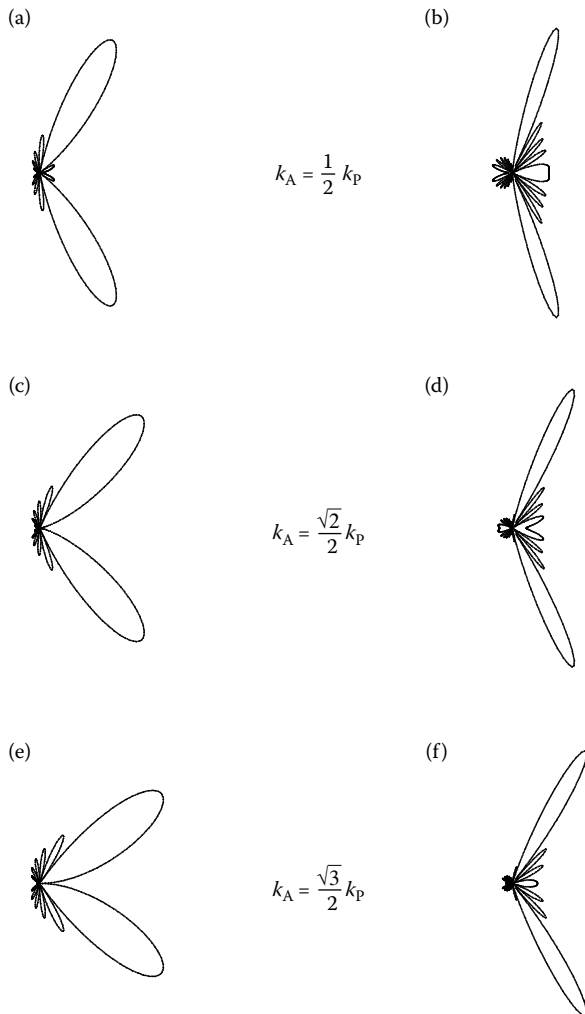 (a) (b)
k_A = 1/2 k_P
(c) (d)
k_A = √2/2 k_P
(e) (f)
k_A = √3/2 k_P